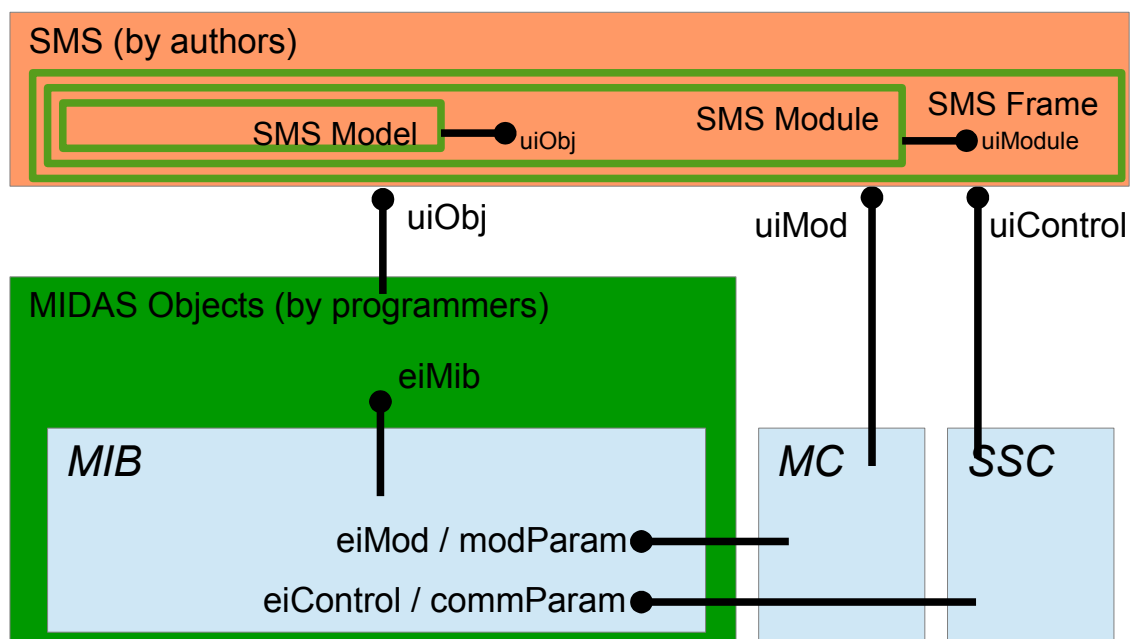 SMS (by authors)
SMS Frame
SMS Module
SMS Model
uiObj
uiModule
uiObj
uiMod
uiControl
MIDAS Objects (by programmers)
eiMib
MIB
MC
SSC
eiMod / modParam
eiControl / commParam